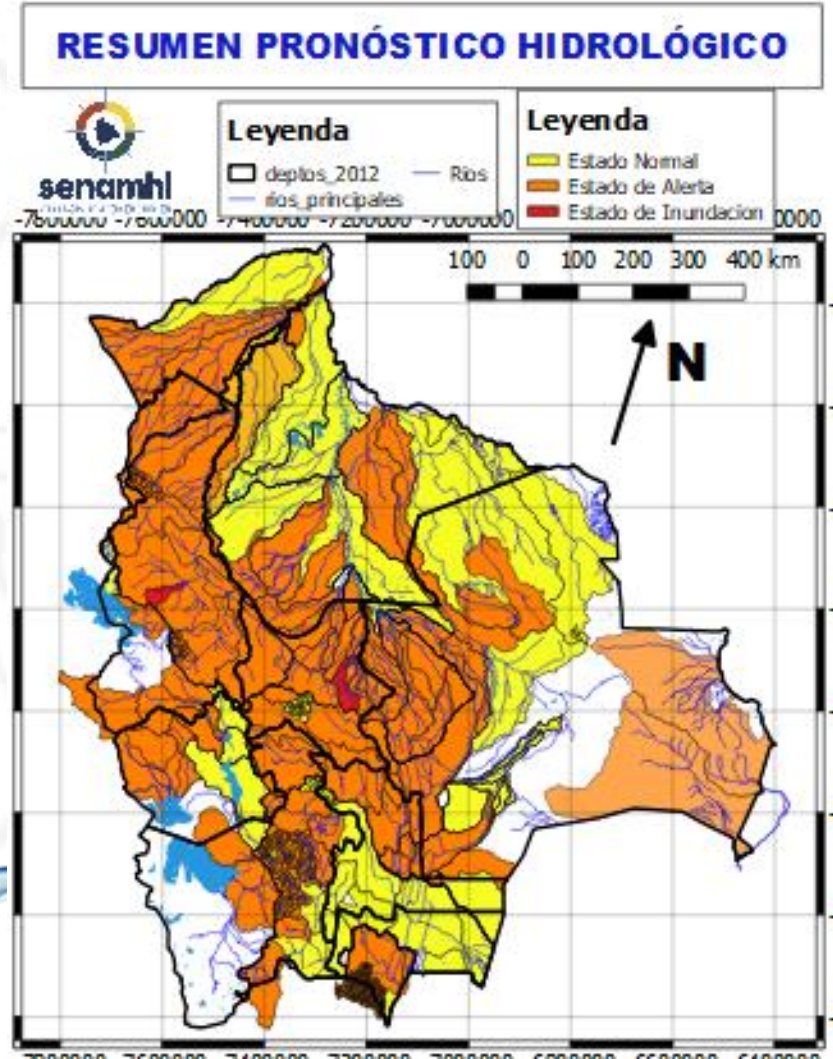 RESUMEN PRONÓSTICO HIDROLÓGICO
senamhi
Leyenda
deptos_2012
Rios
rios_principales
Leyenda
Estado Normal
Estado de Alerta
Estado de Inundacion
-7600000 -7400000 -7200000 -7000000
100 0 100 200 300 400 km
N